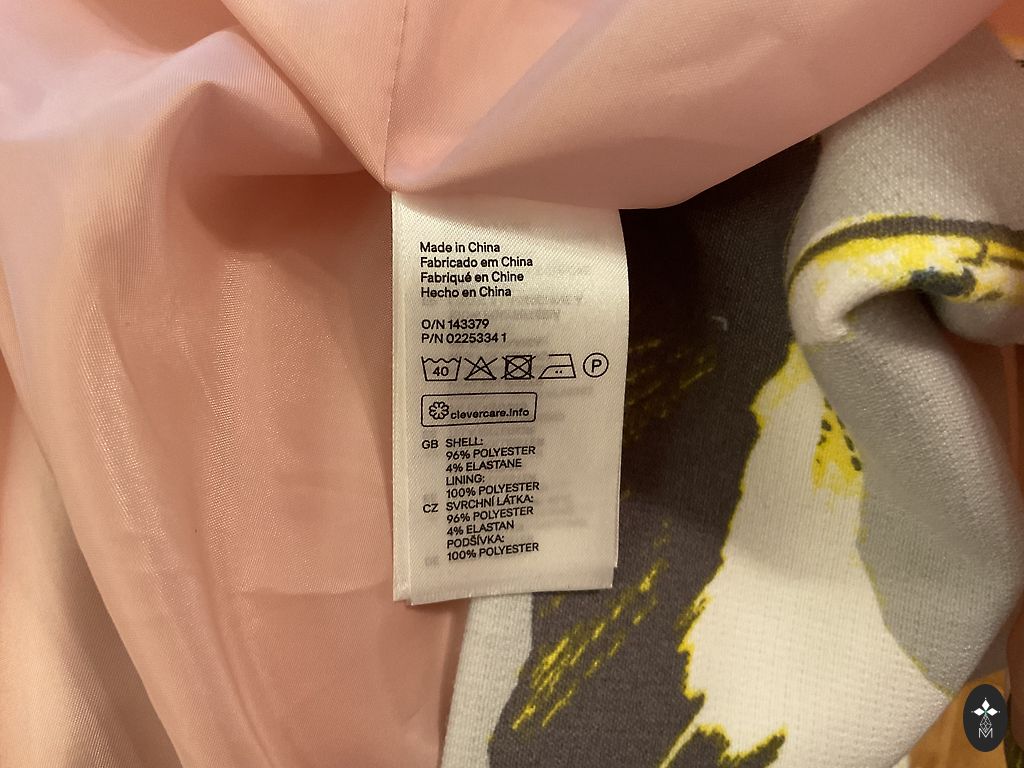 Made in China
Fabricado em China
Fabriqué en Chine
Hecho en China
O/N 143379
P/N 02253341
40 P
clevercare.info
GB SHELL:
96% POLYESTER
4% ELASTANE
LINING:
100% POLYESTER
CZ SVRCHNÍ LÁTKA:
96% POLYESTER
4% ELASTAN
PODŠÍVKA:
100% POLYESTER
M